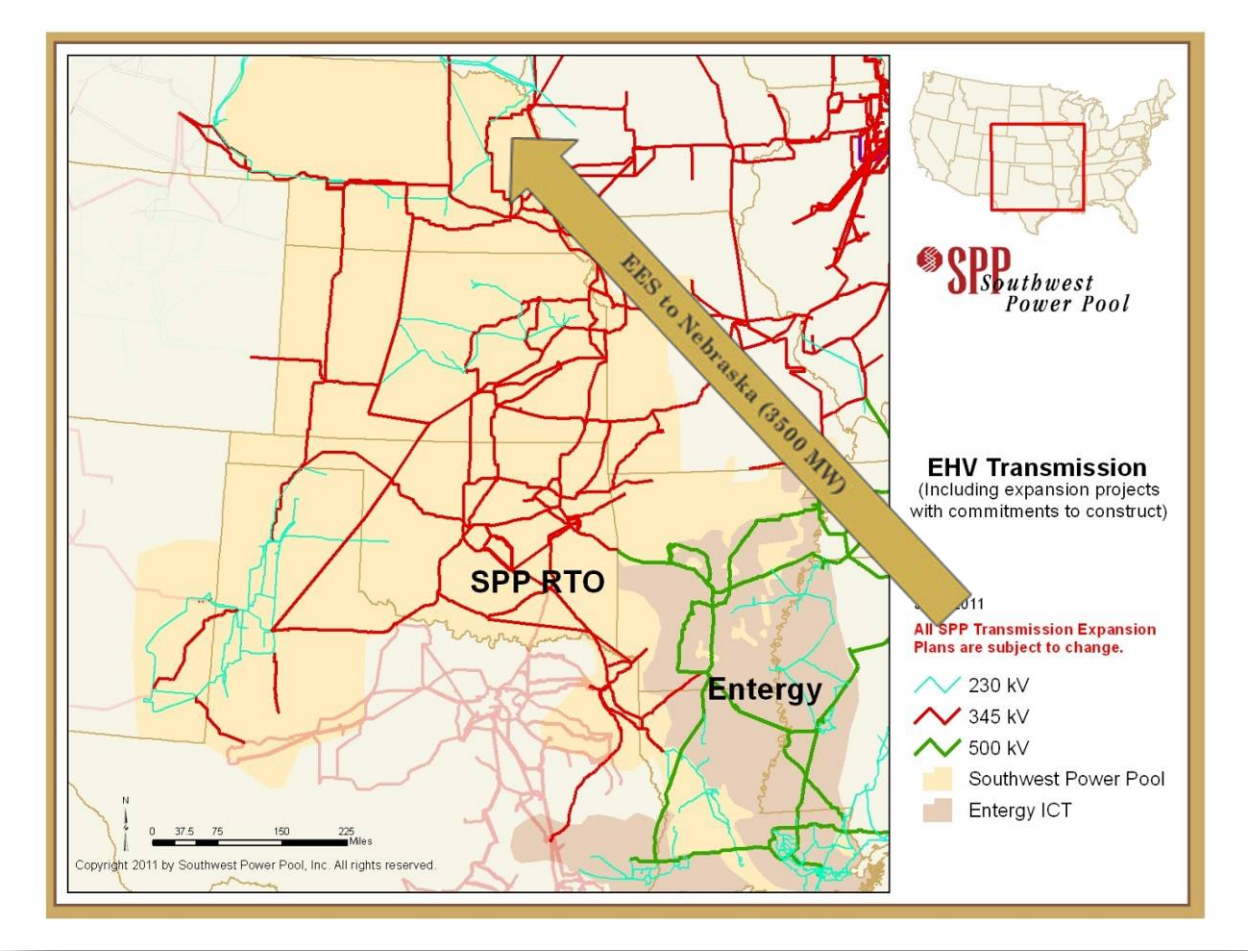 SPP
Southwest
Power Pool
EES to Nebraska (3500 MW)
EHV Transmission
(Including expansion projects
with commitments to construct)
2011
All SPP Transmission Expansion
Plans are subject to change.
230 kV
345 kV
500 kV
Southwest Power Pool
Entergy ICT
SPP RTO
Entergy
N
0 37.5 75 150 225
Miles
Copyright 2011 by Southwest Power Pool, Inc. All rights reserved.